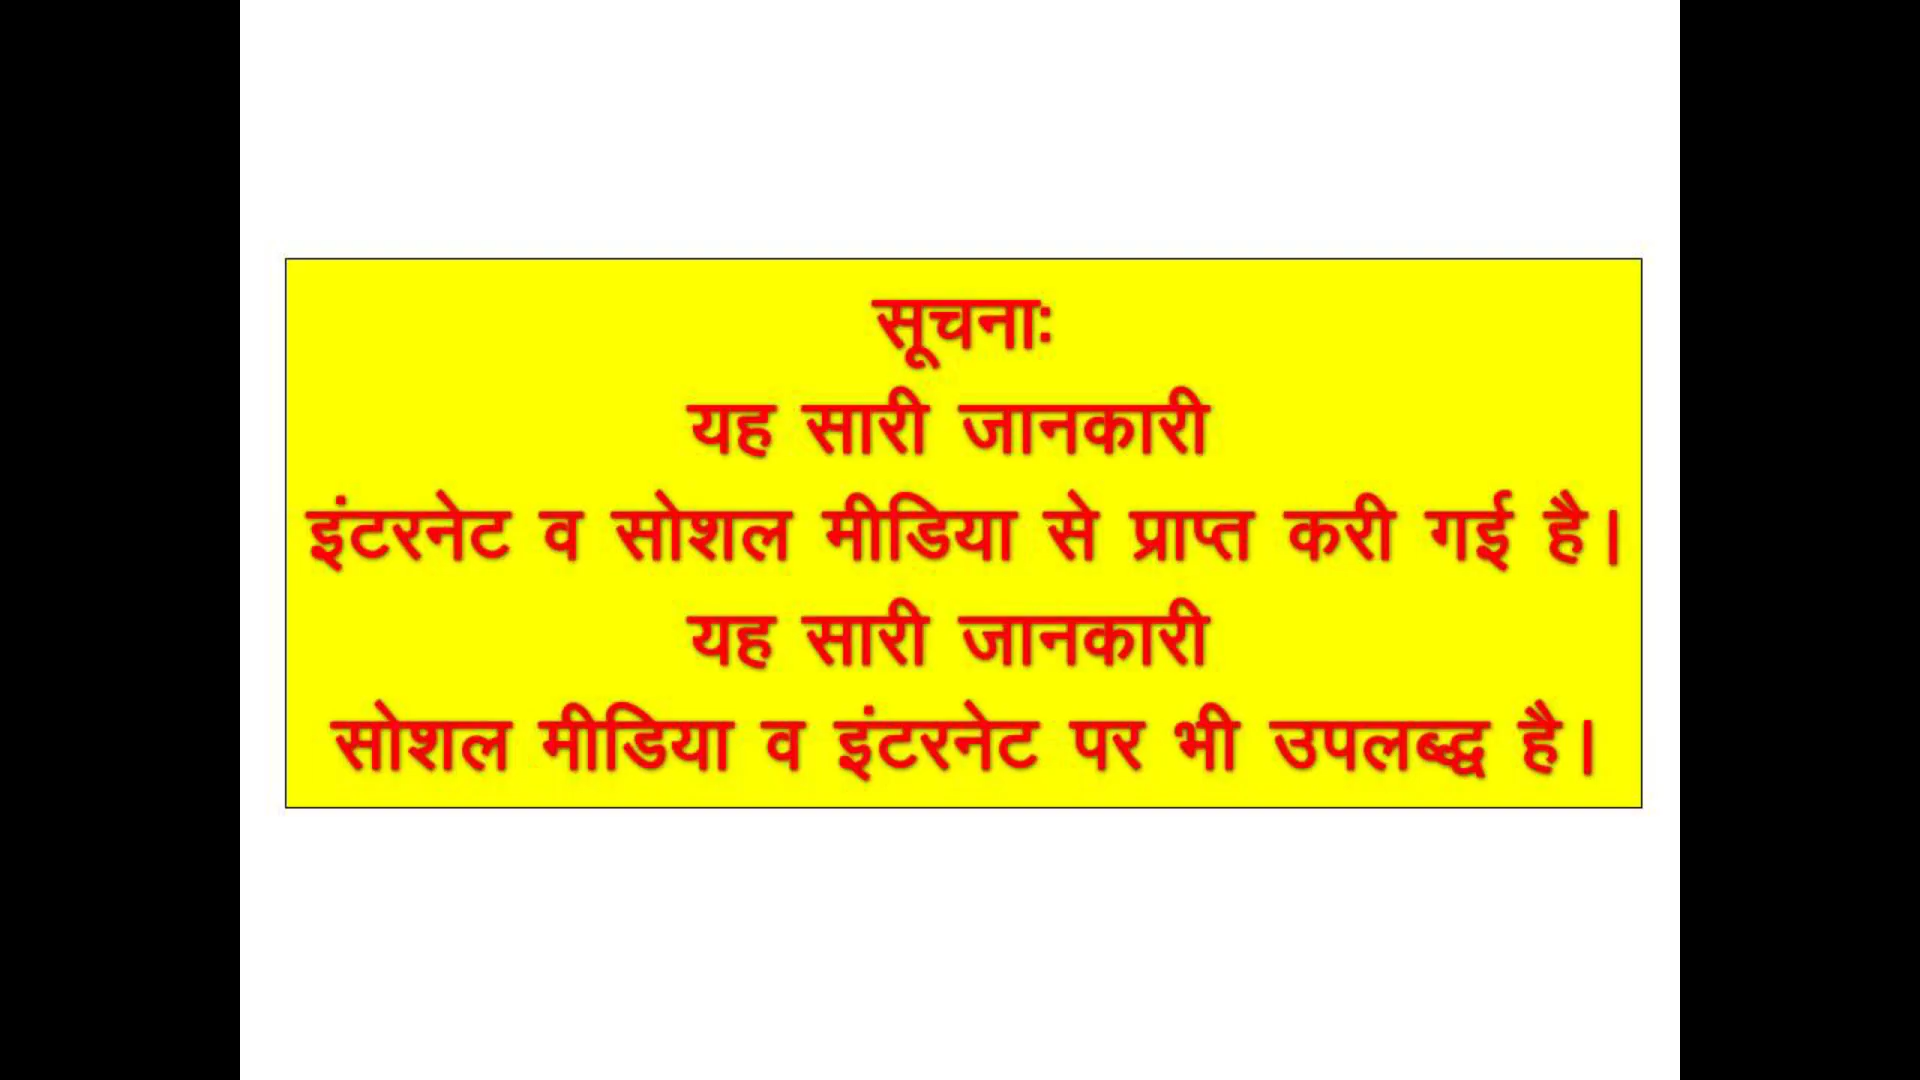 सूचनाः
यह सारी जानकारी
इंटरनेट व सोशल मीडिया से प्राप्त करी गई है।
यह सारी जानकारी
सोशल मीडिया व इंटरनेट पर भी उपलब्द्ध है।